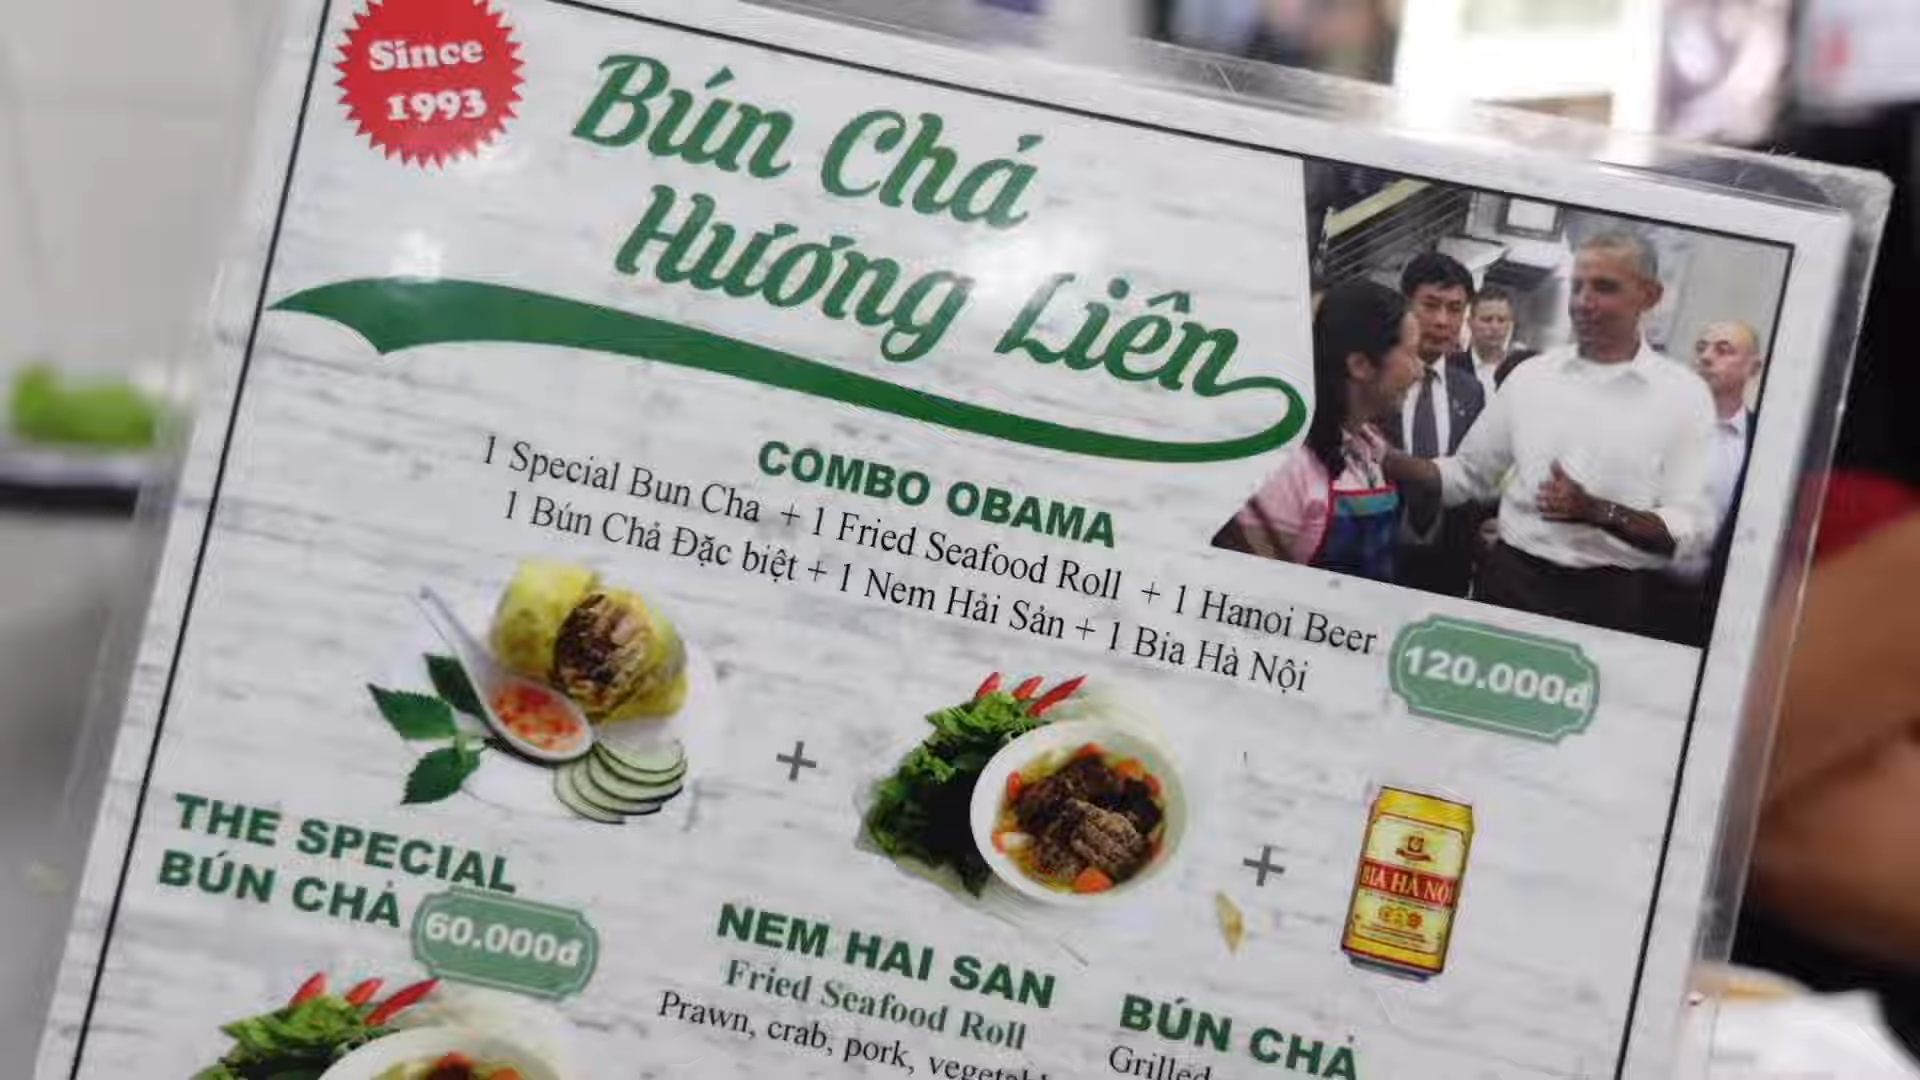 Since
1993
Bún Chả
Hương Liên
COMBO OBAMA
1 Special Bun Cha + 1 Fried Seafood Roll + 1 Hanoi Beer
1 Bún Chả Đặc biệt + 1 Nem Hải Sản + 1 Bia Hà Nội
120.000đ
BIA HÀ NỘI
THE SPECIAL
BÚN CHẢ
60.000đ
NEM HAI SAN
Fried Seafood Roll
Prawn, crab, pork,
BÚN CHẢ
Grilled